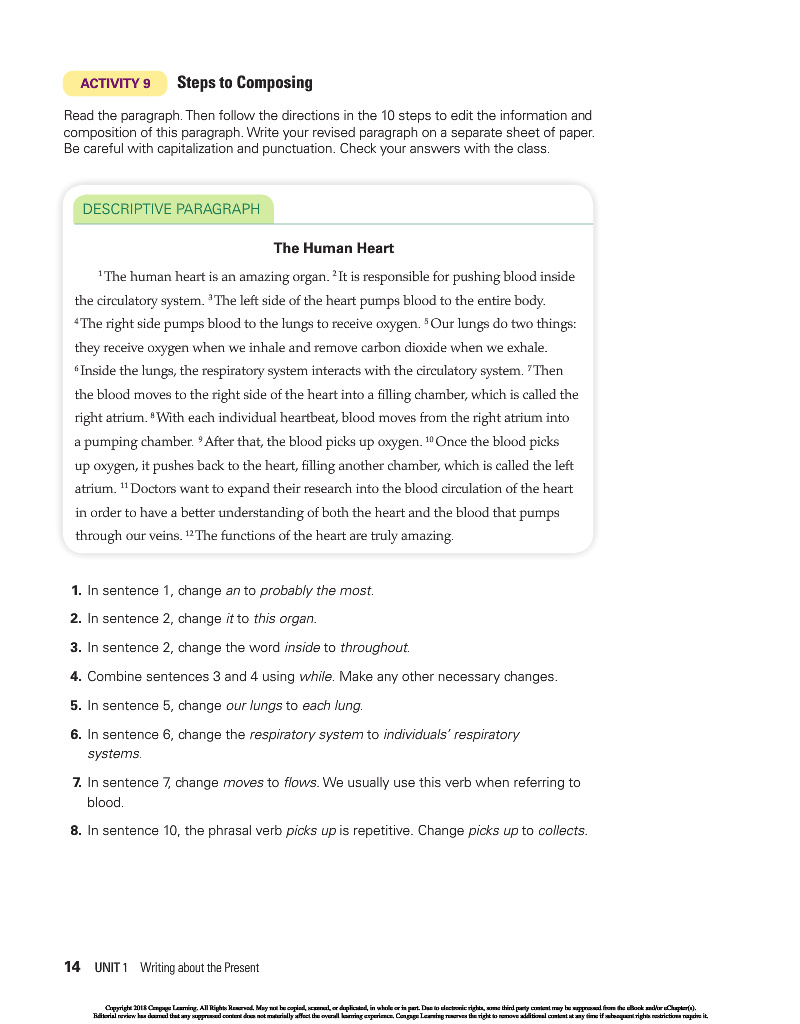 ACTIVITY 9 Steps to Composing
Read the paragraph. Then follow the directions in the 10 steps to edit the information and
composition of this paragraph. Write your revised paragraph on a separate sheet of paper.
Be careful with capitalization and punctuation. Check your answers with the class.
DESCRIPTIVE PARAGRAPH
The Human Heart
1 The human heart is an amazing organ. 2 It is responsible for pushing blood inside
the circulatory system. 3 The left side of the heart pumps blood to the entire body.
4 The right side pumps blood to the lungs to receive oxygen. 5 Our lungs do two things:
they receive oxygen when we inhale and remove carbon dioxide when we exhale.
6 Inside the lungs, the respiratory system interacts with the circulatory system. 7 Then
the blood moves to the right side of the heart into a filling chamber, which is called the
right atrium. 8 With each individual heartbeat, blood moves from the right atrium into
a pumping chamber. 9 After that, the blood picks up oxygen. 10 Once the blood picks
up oxygen, it pushes back to the heart, filling another chamber, which is called the left
atrium. 11 Doctors want to expand their research into the blood circulation of the heart
in order to have a better understanding of both the heart and the blood that pumps
through our veins. 12 The functions of the heart are truly amazing.
1. In sentence 1, change an to probably the most.
2. In sentence 2, change it to this organ.
3. In sentence 2, change the word inside to throughout.
4. Combine sentences 3 and 4 using while. Make any other necessary changes.
5. In sentence 5, change our lungs to each lung.
6. In sentence 6, change the respiratory system to individuals' respiratory
systems.
7. In sentence 7, change moves to flows. We usually use this verb when referring to
blood.
8. In sentence 10, the phrasal verb picks up is repetitive. Change picks up to collects.
14 UNIT 1 Writing about the Present
Copyright 2018 Cengage Learning. All Rights Reserved. May not be copied, scanned, or duplicated, in whole or in part. Due to electronic rights, some third party content may be suppressed from the eBook and/or eChapter(s).
Editorial review has deemed that any suppressed content does not materially affect the overall learning experience. Cengage Learning reserves the right to remove additional content at any time if subsequent rights restrictions require it.